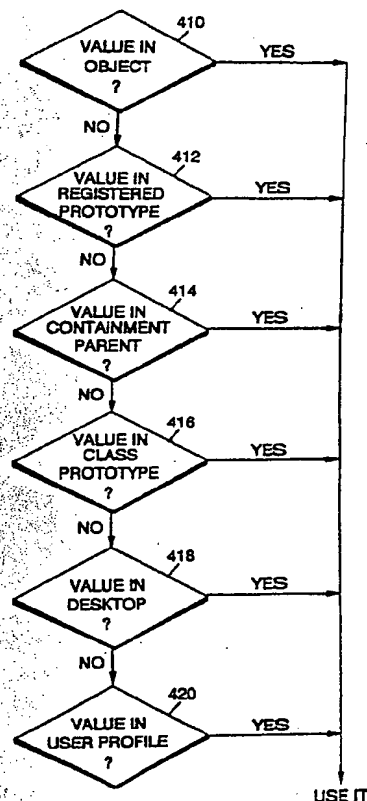 410
VALUE IN
OBJECT
?
YES
NO
412
VALUE IN
REGISTERED
PROTOTYPE
?
YES
NO
414
VALUE IN
CONTAINMENT
PARENT
?
YES
NO
416
VALUE IN
CLASS
PROTOTYPE
?
YES
NO
418
VALUE IN
DESKTOP
?
YES
NO
420
VALUE IN
USER PROFILE
?
YES
USE IT